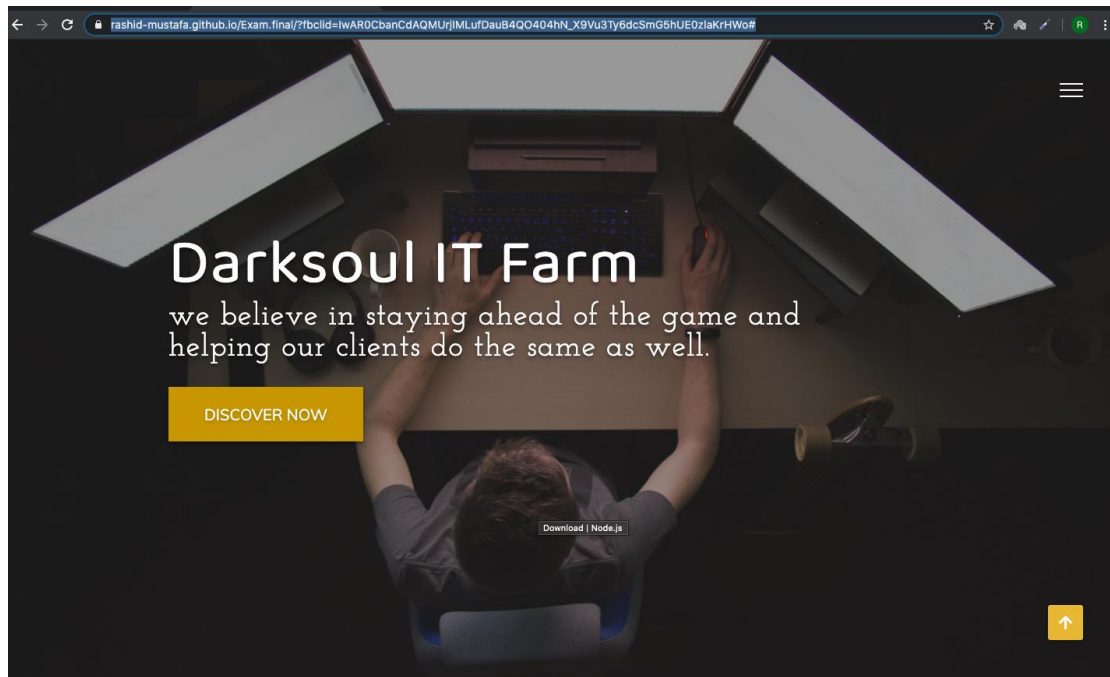 rashid-mustafa.github.io/Exam.final/?fbclid=IwAR0CbanCdAQMUrjIMLufDauB4QO404hN_X9Vu3Ty6dcSmG5hUE0zlaKrHWo#
R
Darksoul IT Farm
we believe in staying ahead of the game and
helping our clients do the same as well.
DISCOVER NOW
Download | Node.js